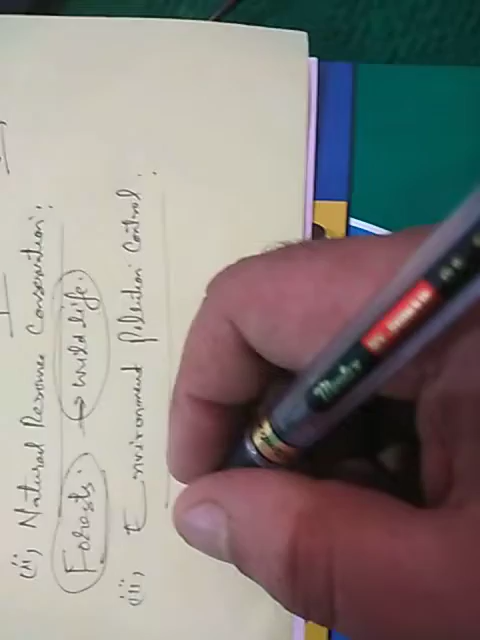 (ii, Natural Resource Conservation:
Forests. → wild life.
(iii, Environment Pollution Control.